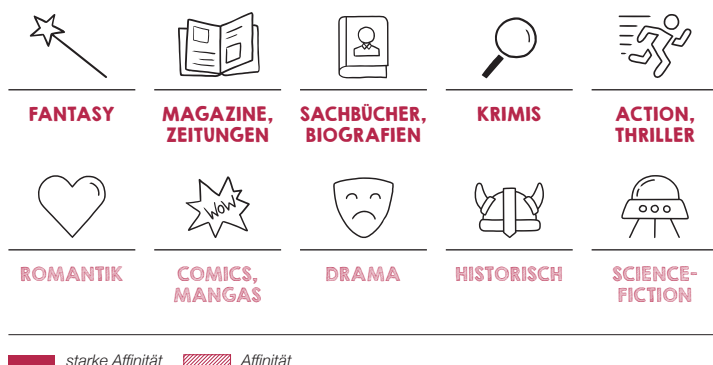 FANTASY
MAGAZINE,
ZEITUNGEN
SACHBÜCHER,
BIOGRAFIEN
KRIMIS
ACTION,
THRILLER
WOW
ROMANTIK
COMICS,
MANGAS
DRAMA
HISTORISCH
SCIENCE-
FICTION
starke Affinität
Affinität